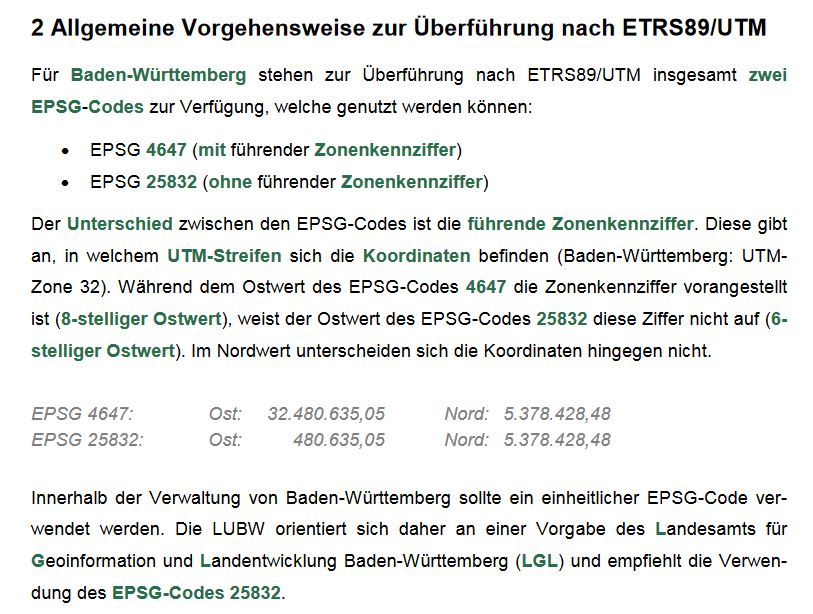 2 Allgemeine Vorgehensweise zur Überführung nach ETRS89/UTM
Für Baden-Württemberg stehen zur Überführung nach ETRS89/UTM insgesamt zwei
EPSG-Codes zur Verfügung, welche genutzt werden können:
• EPSG 4647 (mit führender Zonenkennziffer)
• EPSG 25832 (ohne führender Zonenkennziffer)
Der Unterschied zwischen den EPSG-Codes ist die führende Zonenkennziffer. Diese gibt
an, in welchem UTM-Streifen sich die Koordinaten befinden (Baden-Württemberg: UTM-
Zone 32). Während dem Ostwert des EPSG-Codes 4647 die Zonenkennziffer vorangestellt
ist (8-stelliger Ostwert), weist der Ostwert des EPSG-Codes 25832 diese Ziffer nicht auf (6-
stelliger Ostwert). Im Nordwert unterscheiden sich die Koordinaten hingegen nicht.
EPSG 4647: Ost: 32.480.635,05 Nord: 5.378.428,48
EPSG 25832: Ost: 480.635,05 Nord: 5.378.428,48
Innerhalb der Verwaltung von Baden-Württemberg sollte ein einheitlicher EPSG-Code ver-
wendet werden. Die LUBW orientiert sich daher an einer Vorgabe des Landesamts für
Geoinformation und Landentwicklung Baden-Württemberg (LGL) und empfiehlt die Verwen-
dung des EPSG-Codes 25832.